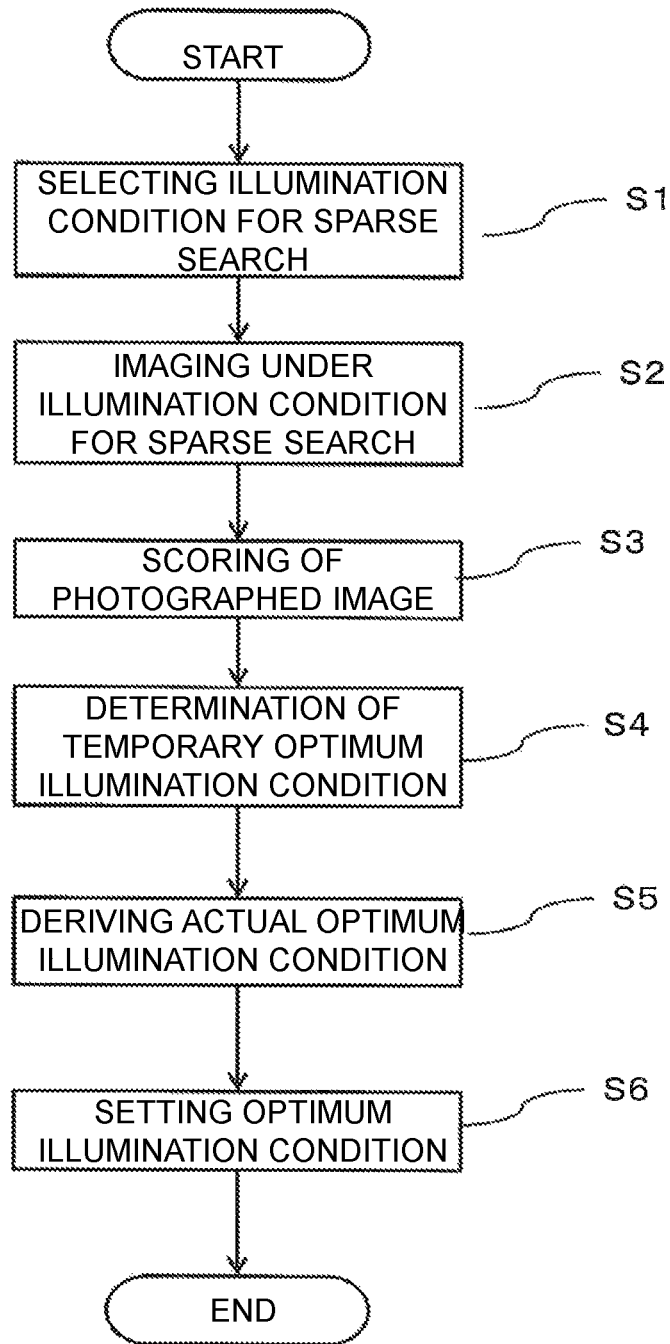 START
SELECTING ILLUMINATION
CONDITION FOR SPARSE
SEARCH
S1
IMAGING UNDER
ILLUMINATION CONDITION
FOR SPARSE SEARCH
S2
SCORING OF
PHOTOGRAPHED IMAGE
S3
DETERMINATION OF
TEMPORARY OPTIMUM
ILLUMINATION CONDITION
S4
DERIVING ACTUAL OPTIMUM
ILLUMINATION CONDITION
S5
SETTING OPTIMUM
ILLUMINATION CONDITION
S6
END